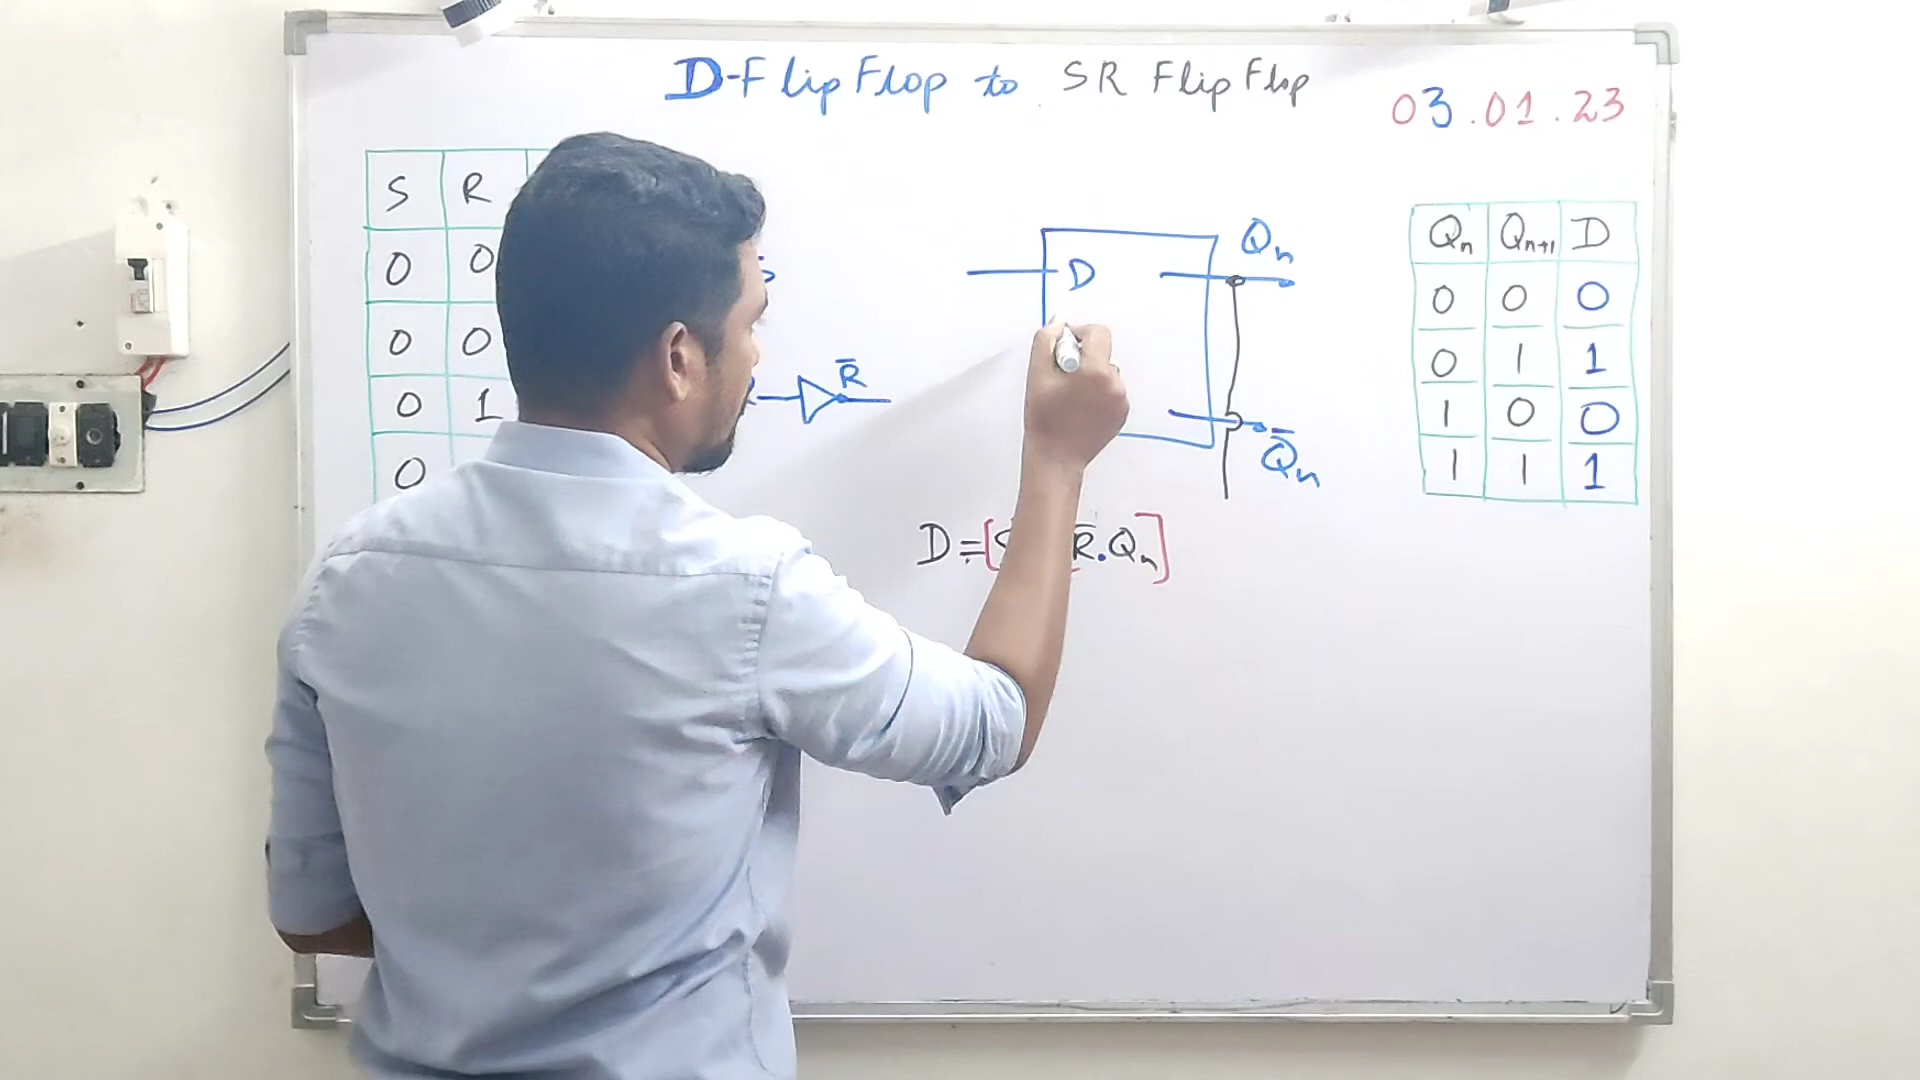 D-Flip Flop to SR Flip Flop
03.01.23
S R
0 0
0 0
0 1
0
R̅
D
Qn
Q̅n
D = [ R̅.Qn]
Qn Qn+1 D
0 0 0
0 1 1
1 0 0
1 1 1